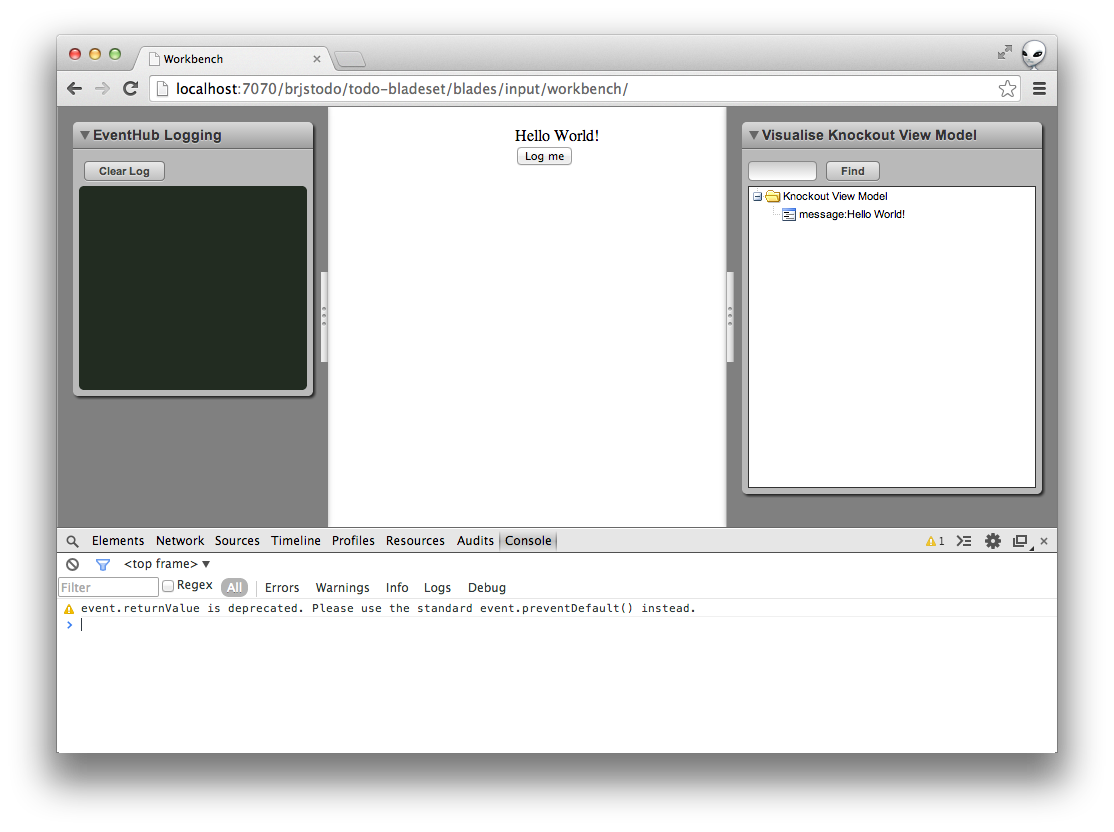 Workbench
localhost:7070/brjstodo/todo-bladeset/blades/input/workbench/
EventHub Logging
Clear Log
Hello World!
Log me
Visualise Knockout View Model
Find
Knockout View Model
message:Hello World!
Elements Network Sources Timeline Profiles Resources Audits Console 1
<top frame>
Filter Regex All Errors Warnings Info Logs Debug
event.returnValue is deprecated. Please use the standard event.preventDefault() instead.